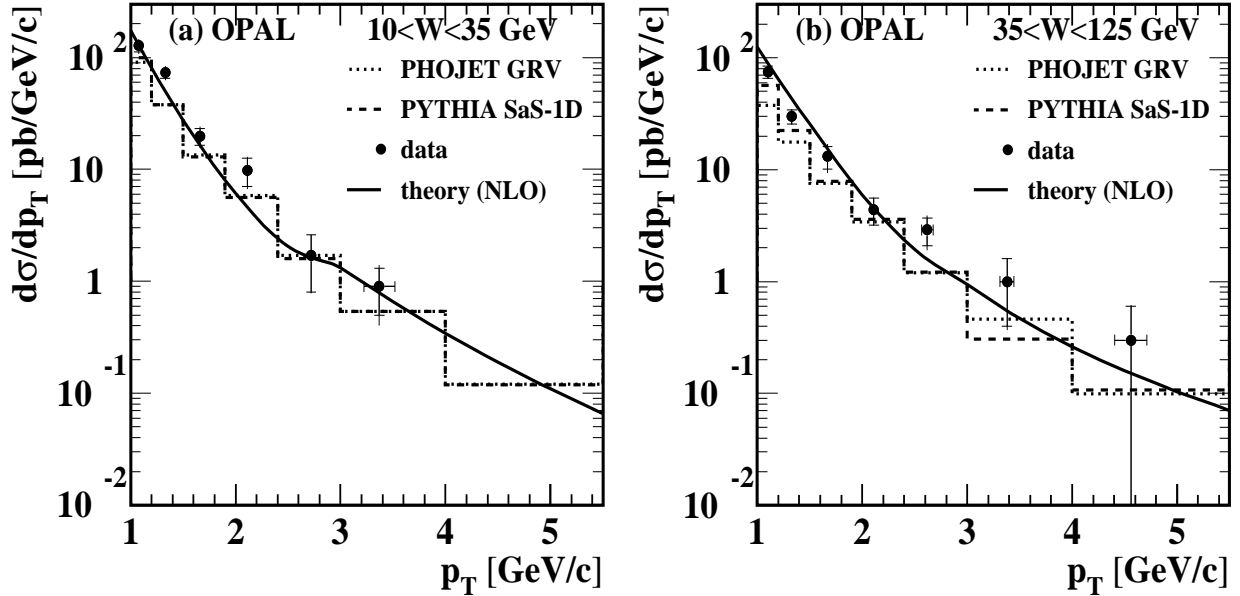 (a) OPAL 10<W<35 GeV
PHOJET GRV
PYTHIA SaS-1D
data
theory (NLO)
dσ/dp_T [pb/GeV/c]
10^2
10
1
10^-1
10^-2
1 2 3 4 5
p_T [GeV/c]
(b) OPAL 35<W<125 GeV
PHOJET GRV
PYTHIA SaS-1D
data
theory (NLO)
dσ/dp_T [pb/GeV/c]
10^2
10
1
10^-1
10^-2
1 2 3 4 5
p_T [GeV/c]